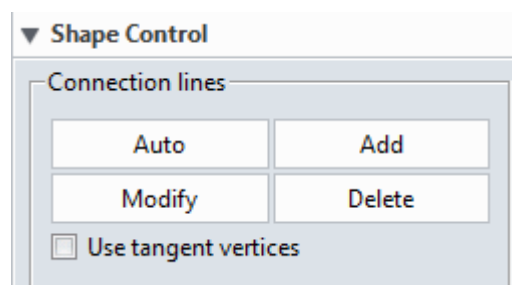 Shape Control
Connection lines
Auto Add
Modify Delete
Use tangent vertices